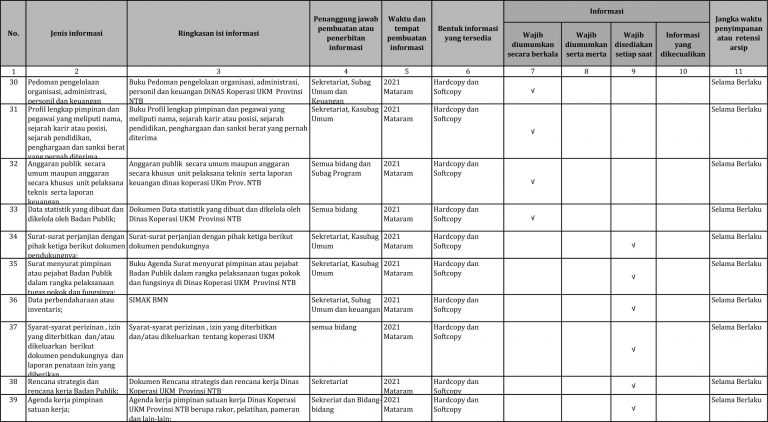 No.
Jenis informasi
Ringkasan isi informasi
Penanggung jawab
pembuatan atau
penerbitan
informasi
Waktu dan
tempat
pembuatan
informasi
Bentuk informasi
yang tersedia
Informasi
Wajib
diumumkan
secara berkala
Wajib
diumumkan
serta merta
Wajib
disediakan
setiap saat
Informasi
yang
dikecualikan
Jangka waktu
penyimpanan
atau retensi
arsip
1 2 3 4 5 6 7 8 9 10 11
30
Pedoman pengelolaan
organisasi, administrasi,
personil dan keuangan
Buku Pedoman pengelolaan organisasi, administrasi,
personil dan keuangan DiNAS Koperasi UKM Provinsi
NTB
Sekretariat, Subag
Umum dan
Keuangan
2021
Mataram
Hardcopy dan
Softcopy
√
Selama Berlaku
31
Profil lengkap pimpinan dan
pegawai yang meliputi nama,
sejarah karir atau posisi,
sejarah pendidikan,
penghargaan dan sanksi berat
yang pernah diterima
Buku Profil lengkap pimpinan dan pegawai yang
meliputi nama, sejarah karir atau posisi, sejarah
pendidikan, penghargaan dan sanksi berat yang pernah
diterima
Sekretariat, Kasubag
Umum
2021
Mataram
Hardcopy dan
Softcopy
√
Selama Berlaku
32
Anggaran publik secara
umum maupun anggaran
secara khusus unit pelaksana
teknis serta laporan
keuangan
Anggaran publik secara umum maupun anggaran
secara khusus unit pelaksana teknis serta laporan
keuangan dinas koperasi UKm Prov. NTB
Semua bidang dan
Subag Program
2021
Mataram
Hardcopy dan
Softcopy
√
Selama Berlaku
33
Data statistik yang dibuat dan
dikelola oleh Badan Publik;
Dokumen Data statistik yang dibuat dan dikelola oleh
Dinas Koperasi UKM Provinsi NTB
Semua bidang
2021
Mataram
Hardcopy dan
Softcopy
√
Selama Berlaku
34
Surat-surat perjanjian dengan
pihak ketiga berikut dokumen
pendukungnya;
Surat-surat perjanjian dengan pihak ketiga berikut
dokumen pendukungnya
Sekretariat, Kasubag
Umum
2021
Mataram
Hardcopy dan
Softcopy
√
Selama Berlaku
35
Surat menyurat pimpinan
atau pejabat Badan Publik
dalam rangka pelaksanaan
tugas pokok dan fungsinya;
Buku Agenda Surat menyurat pimpinan atau pejabat
Badan Publik dalam rangka pelaksanaan tugas pokok
dan fungsinya di Dinas Koperasi UKM Provinsi NTB
Sekretariat, Kasubag
Umum
2021
Mataram
Hardcopy dan
Softcopy
√
Selama Berlaku
36
Data perbendaharaan atau
inventaris;
SIMAK BMN
Sekretariat, Subag
Umum dan keuangan
2021
Mataram
Hardcopy dan
Softcopy
√
Selama Berlaku
37
Syarat-syarat perizinan, izin
yang diterbitkan dan/atau
dikeluarkan berikut
dokumen pendukungnya dan
laporan penataan izin yang
diberikan
Syarat-syarat perizinan , izin yang diterbitkan
dan/atau dikeluarkan tentang koperasi UKM
semua bidang
2021
Mataram
Hardcopy dan
Softcopy
√
Selama Berlaku
38
Rencana strategis dan
rencana kerja Badan Publik;
Dokumen Rencana strategis dan rencana kerja Dinas
Koperasi UKM Provinsi NTB
Sekretariat
2021
Mataram
Hardcopy dan
Softcopy
√
Selama Berlaku
39
Agenda kerja pimpinan
satuan kerja;
Agenda kerja pimpinan satuan kerja Dinas Koperasi
UKM Provinsi NTB berupa rakor, pelatihan, pameran
dan lain-lain;
Sekreriat dan Bidang-
bidang
2021
Mataram
Hardcopy dan
Softcopy
√
Selama Berlaku